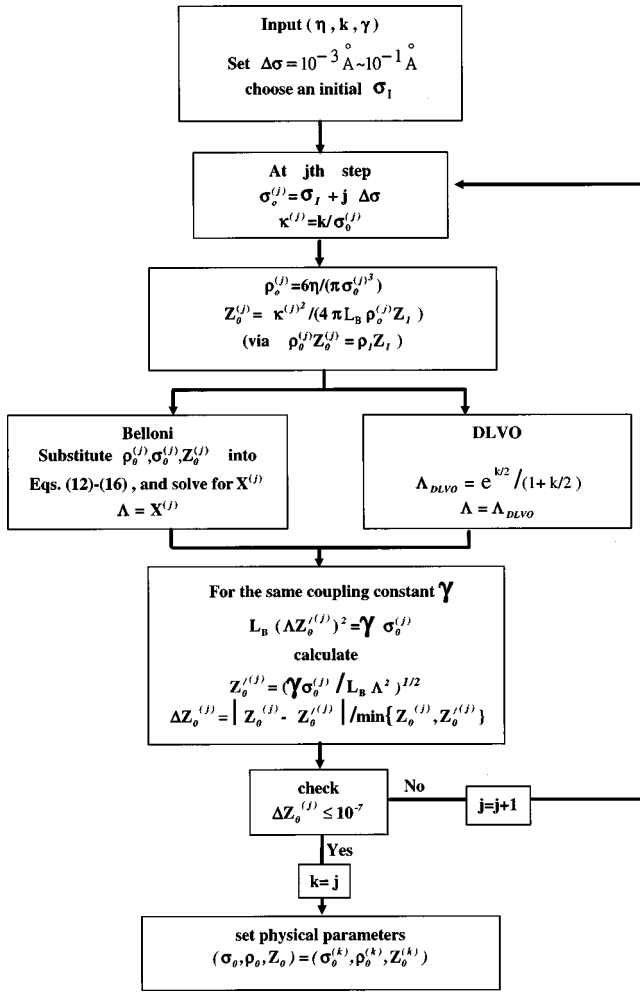 Input ( η , k , γ )
Set Δσ = 10⁻³ Å ~ 10⁻¹ Å
choose an initial σ_I
At jth step
σ_o^(j) = σ_I + j Δσ
κ^(j) = k/σ_0^(j)
ρ_o^(j) = 6η/(πσ_0^(j)³)
Z_0^(j) = κ^(j)² /(4 π L_B ρ_o^(j) Z_I )
(via ρ_0^(j) Z_0^(j) = ρ_I Z_I )
Belloni
Substitute ρ_0^(j),σ_0^(j),Z_0^(j) into
Eqs. (12)-(16) , and solve for X^(j)
Λ = X^(j)
DLVO
Λ_DLVO = e^k/2 /(1+ k/2 )
Λ = Λ_DLVO
For the same coupling constant γ
L_B (ΛZ_0′^(j))² = γ σ_0^(j)
calculate
Z_0′^(j) = (γσ_0^(j) / L_B Λ² )^1/2
ΔZ_0^(j) = | Z_0^(j) - Z_0′^(j) | /min{ Z_0^(j), Z_0′^(j) }
check
ΔZ_0^(j) ≤ 10⁻⁷
No
j=j+1
Yes
k= j
set physical parameters
(σ_0,ρ_0,Z_0) = (σ_0^(k),ρ_0^(k),Z_0^(k))